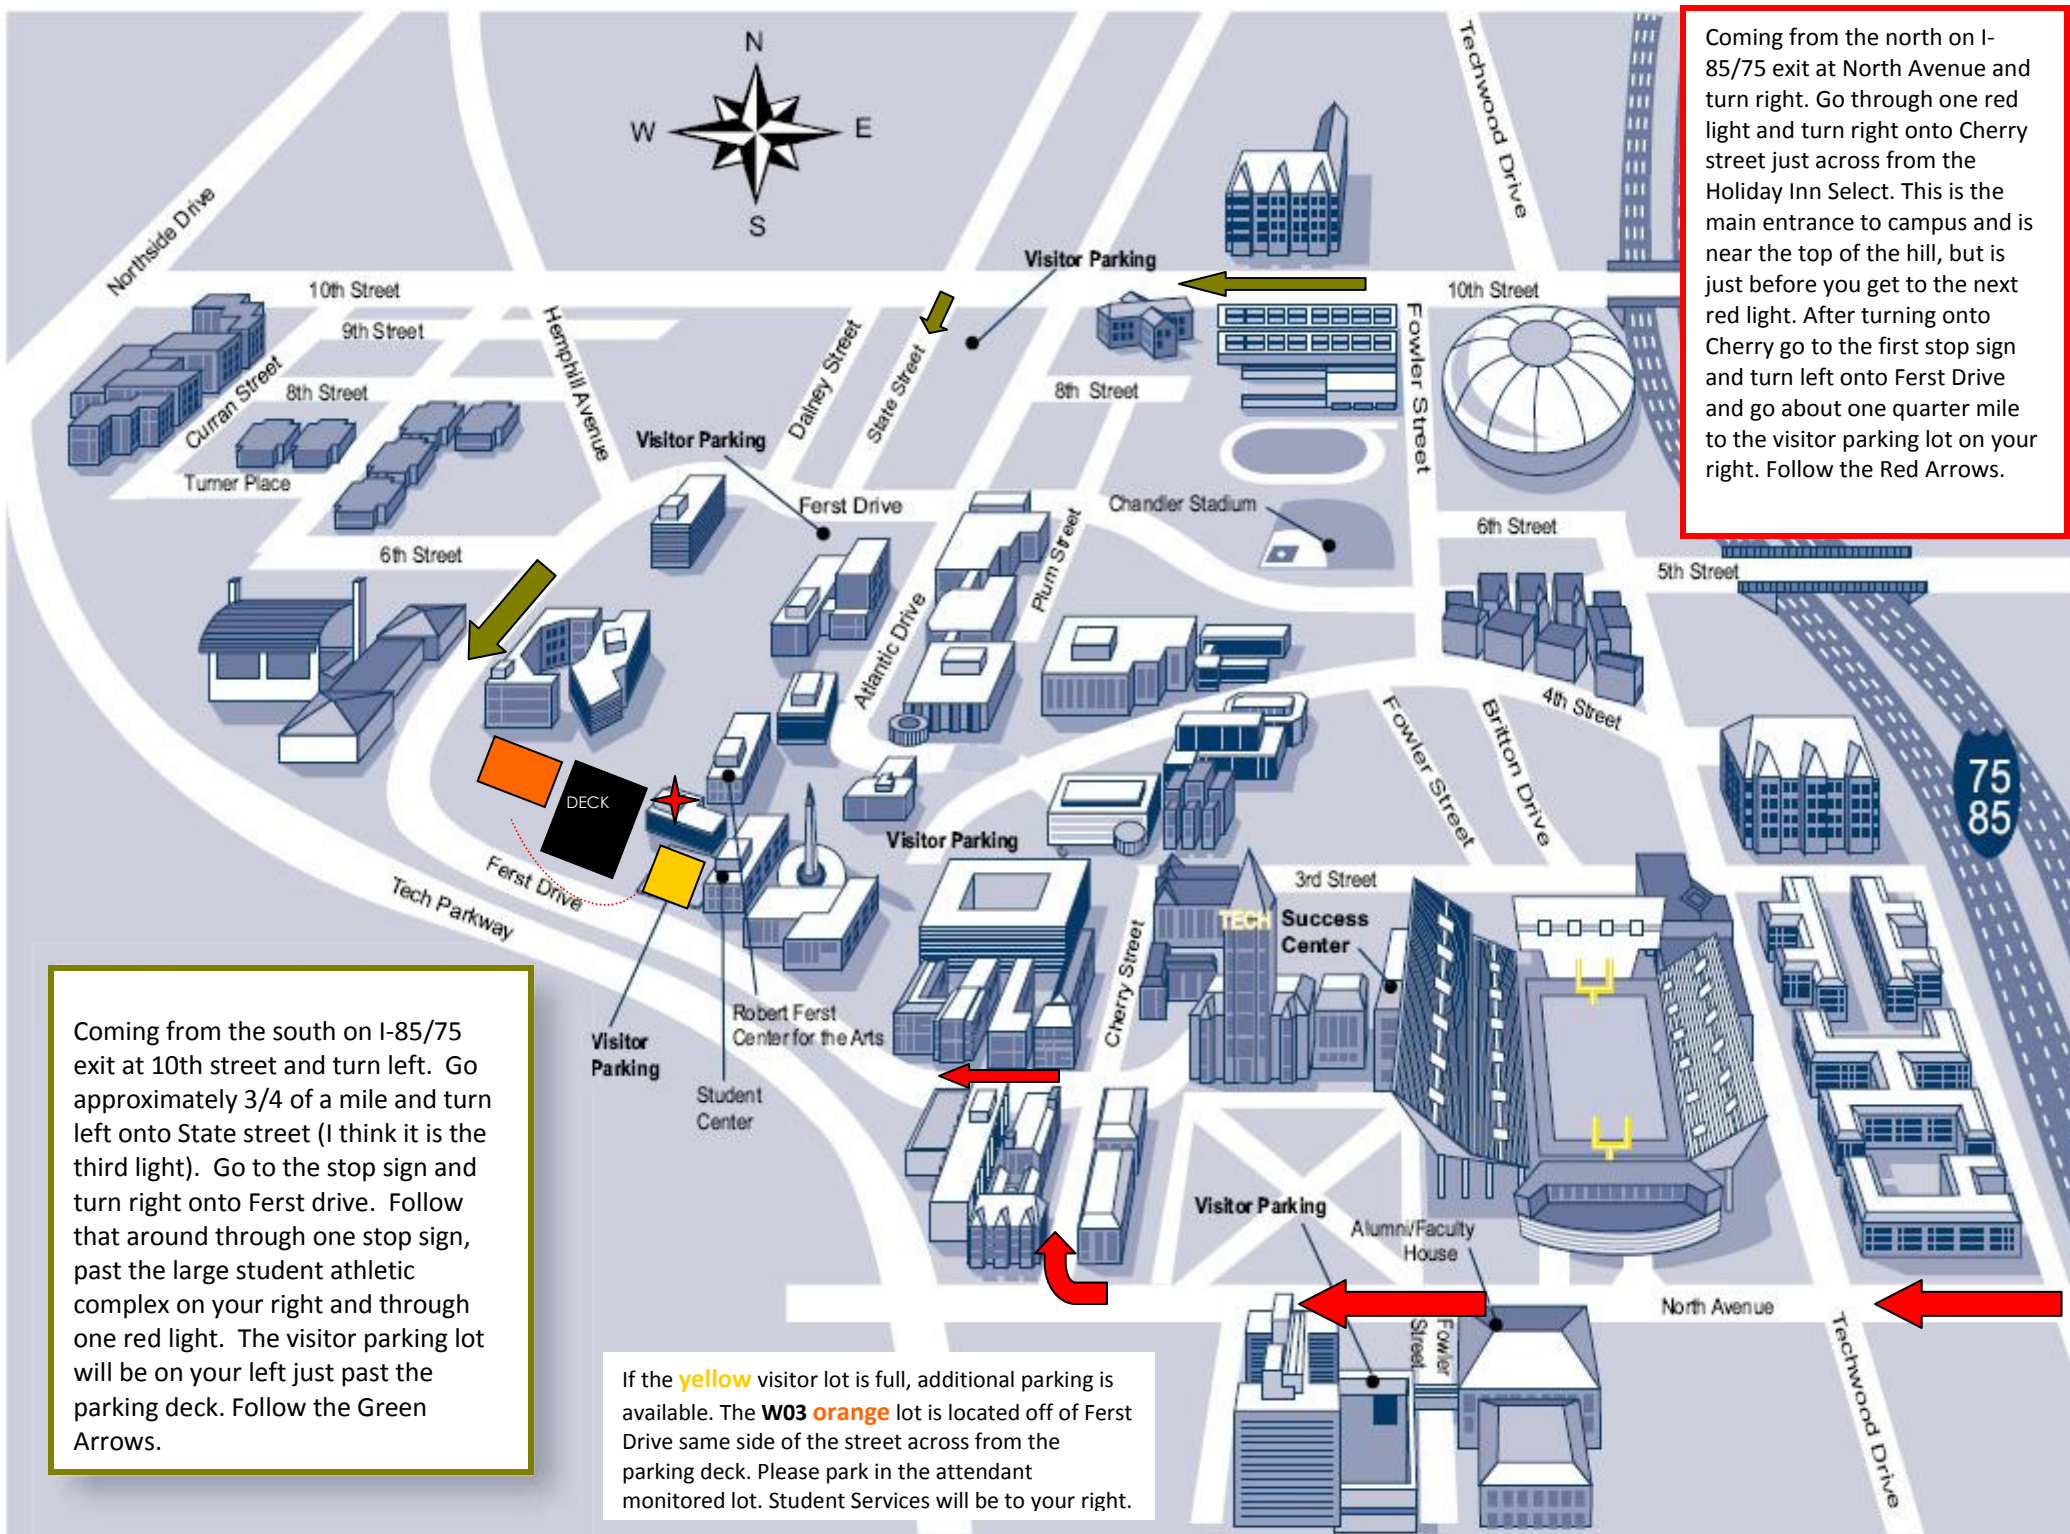 N
W
E
S
Techwood Drive
Coming from the north on I-
85/75 exit at North Avenue and
turn right. Go through one red
light and turn right onto Cherry
street just across from the
Holiday Inn Select. This is the
main entrance to campus and is
near the top of the hill, but is
just before you get to the next
red light. After turning onto
Cherry go to the first stop sign
and turn left onto Ferst Drive
and go about one quarter mile
to the visitor parking lot on your
right. Follow the Red Arrows.
Northside Drive
Visitor Parking
10th Street
10th Street
9th Street
Hemphill Avenue
Dalney Street
State Street
Fowler Street
8th Street
8th Street
Curran Street
Visitor Parking
Turner Place
Ferst Drive
Chandler Stadium
6th Street
6th Street
Plum Street
5th Street
Atlantic Drive
4th Street
Fowler Street
Britton Drive
75
85
DECK
Visitor Parking
Ferst Drive
Tech Parkway
3rd Street
TECH
Success
Center
Cherry Street
Robert Ferst
Center for the Arts
Visitor
Parking
Student
Center
Coming from the south on I-85/75
exit at 10th street and turn left.  Go
approximately 3/4 of a mile and turn
left onto State street (I think it is the
third light).  Go to the stop sign and
turn right onto Ferst drive.  Follow
that around through one stop sign,
past the large student athletic
complex on your right and through
one red light.  The visitor parking lot
will be on your left just past the
parking deck. Follow the Green
Arrows.
Visitor Parking
Alumni/Faculty
House
North Avenue
Fowler
Street
Techwood Drive
If the yellow visitor lot is full, additional parking is
available. The W03 orange lot is located off of Ferst
Drive same side of the street across from the
parking deck. Please park in the attendant
monitored lot. Student Services will be to your right.